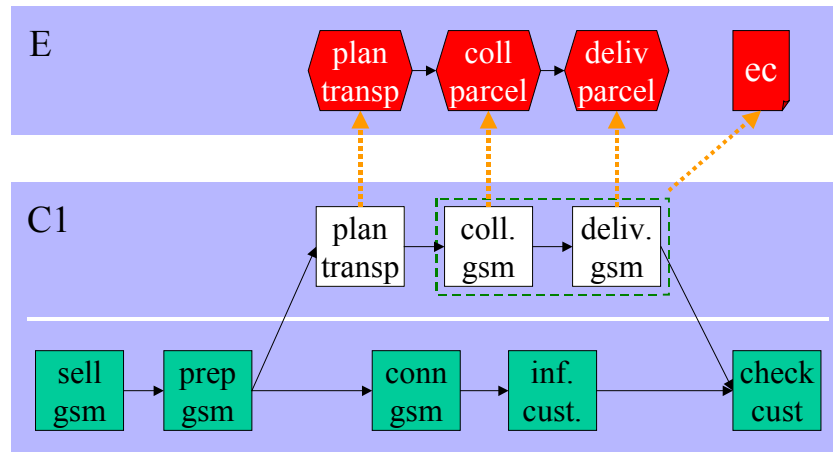 E
plan
transp
coll
parcel
deliv
parcel
ec
C1
plan
transp
coll.
gsm
deliv.
gsm
sell
gsm
prep
gsm
conn
gsm
inf.
cust.
check
cust